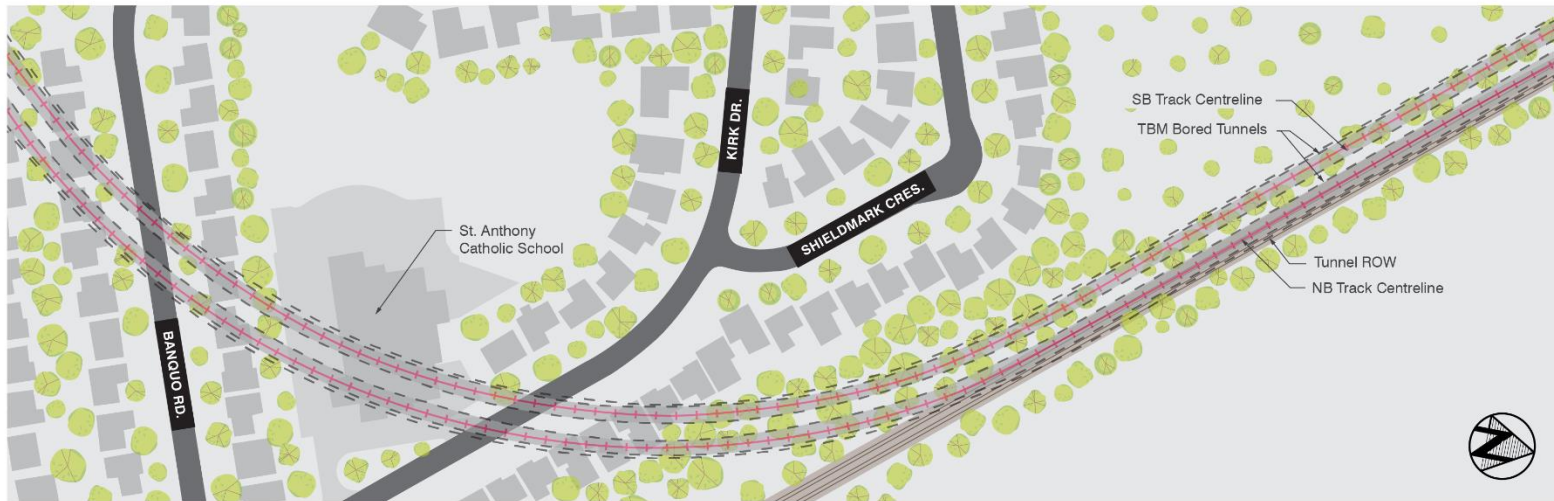 KIRK DR.
SB Track Centreline
TBM Bored Tunnels
SHIELDMARK CRES.
St. Anthony
Catholic School
Tunnel ROW
NB Track Centreline
BANQUO RD.
Z